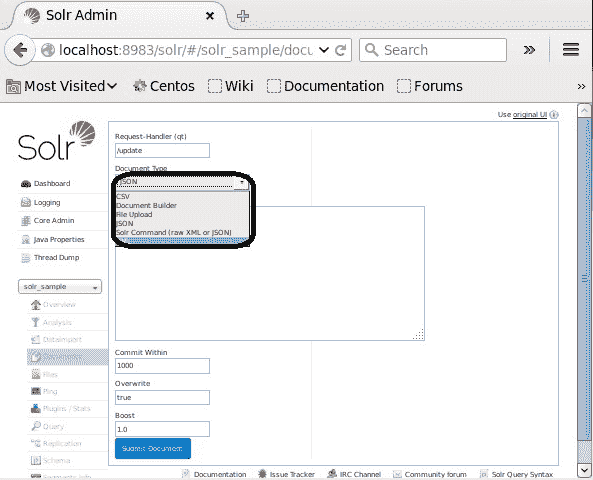 Solr Admin
localhost:8983/solr/#/solr_sample/docu
Search
Most Visited
Centos
Wiki
Documentation
Forums
Use original UI
Solr
Request-Handler (qt)
/update
Document Type
JSON
CSV
Document Builder
File Upload
JSON
Solr Command (raw XML or JSON)
Dashboard
Logging
Core Admin
Java Properties
Thread Dump
solr_sample
Overview
Analysis
Dataimport
Documents
Files
Ping
Plugins / Stats
Query
Replication
Schema
Segments info
Commit Within
1000
Overwrite
true
Boost
1.0
Submit Document
Documentation
Issue Tracker
IRC Channel
Community forum
Solr Query Syntax